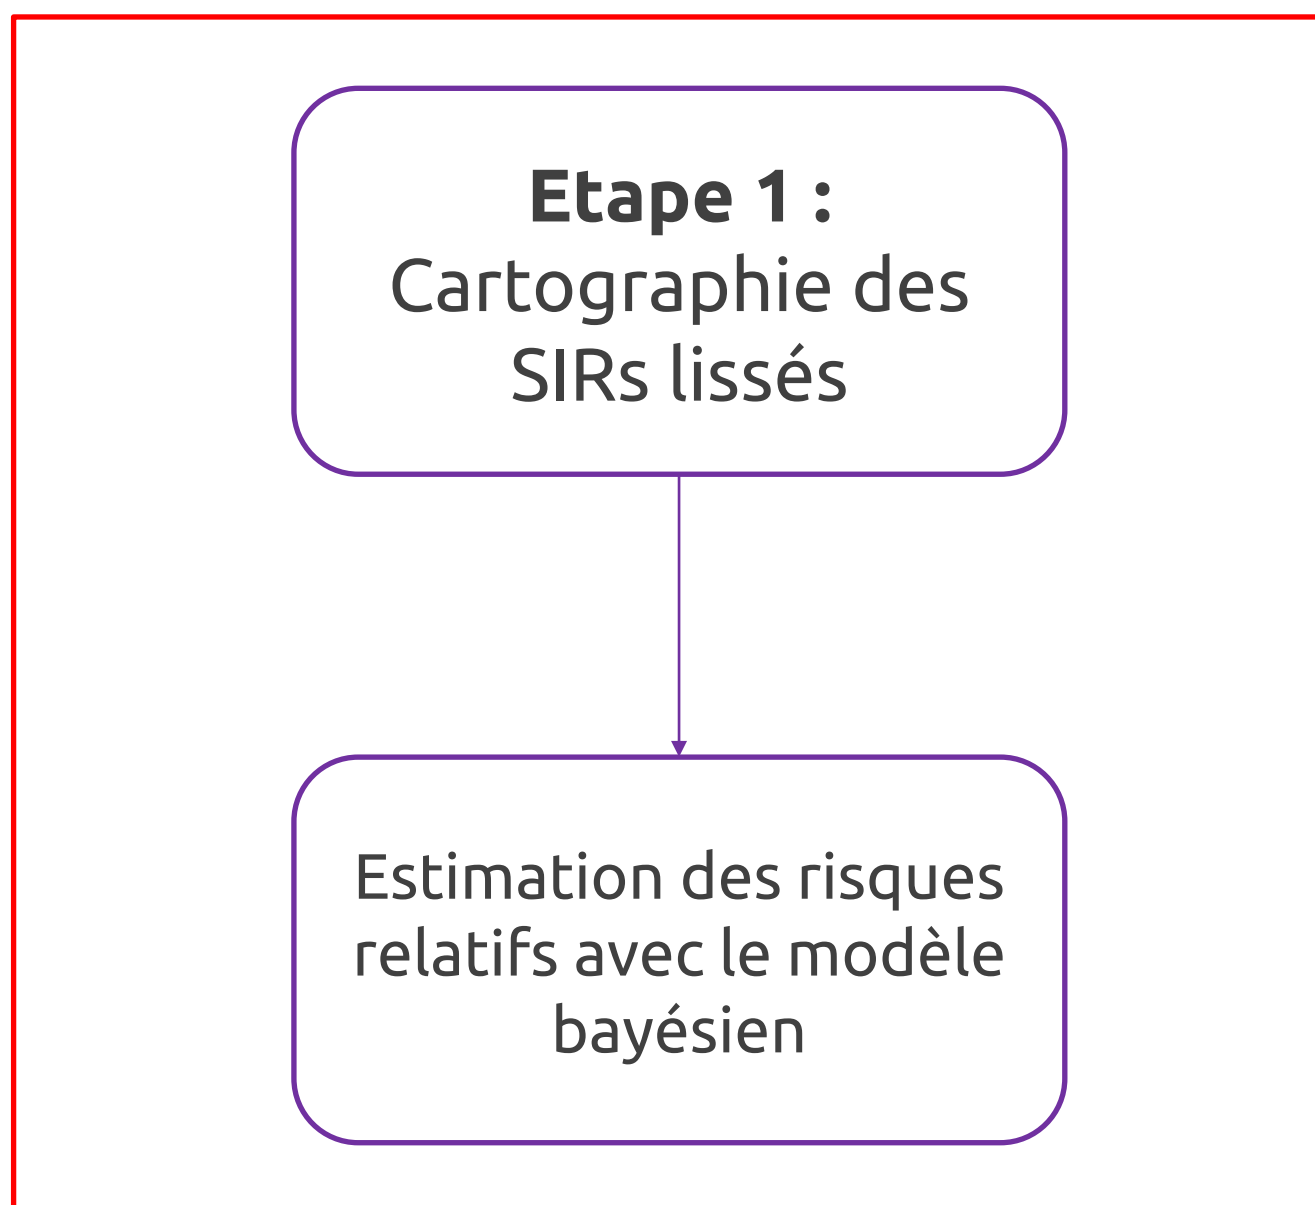 Etape 1 :
Cartographie des
SIRs lissés
Estimation des risques
relatifs avec le modèle
bayésien